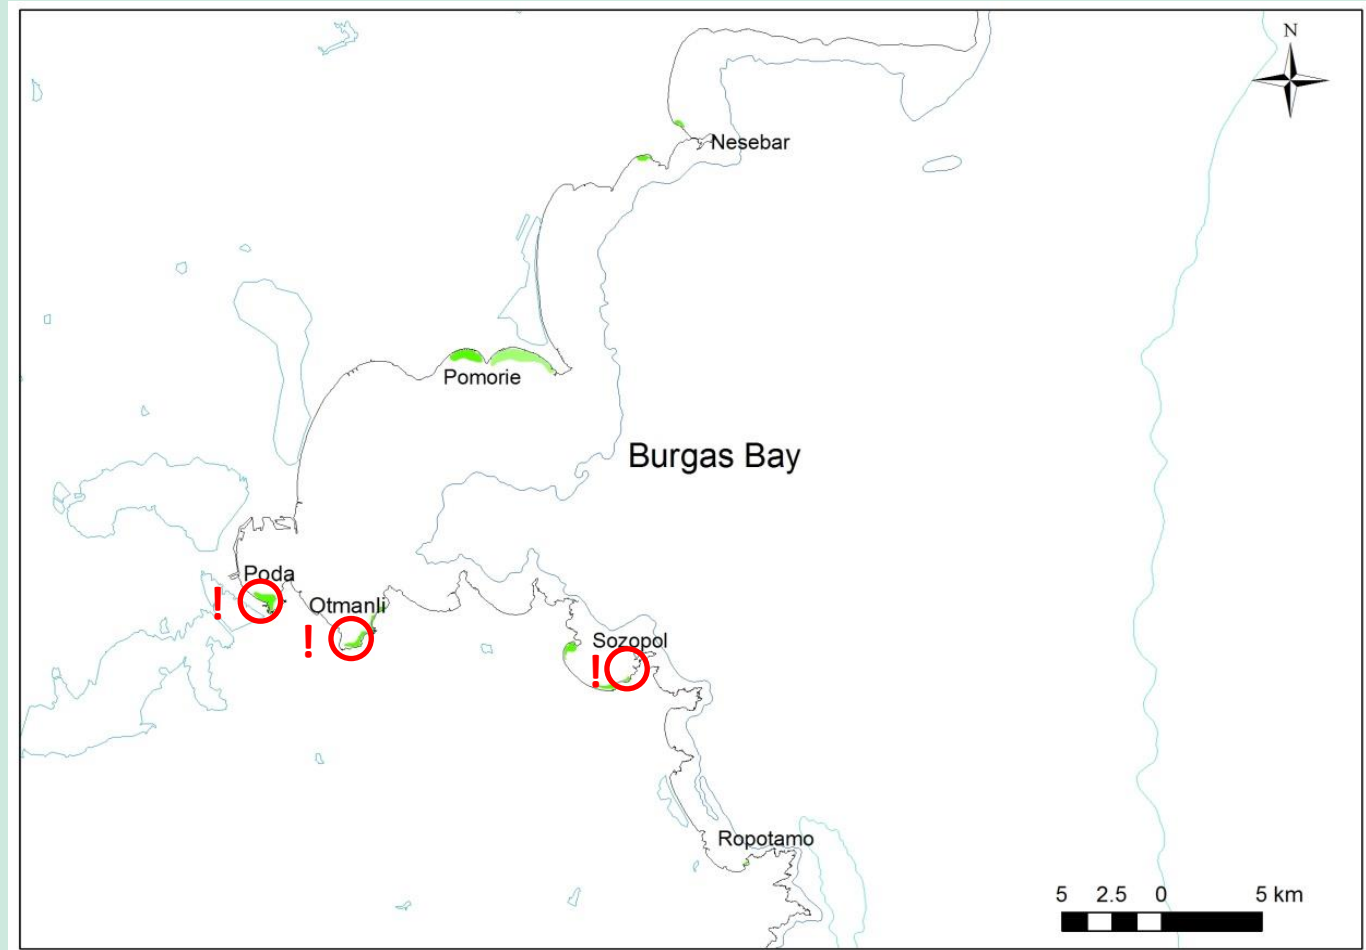 N
Nesebar
Pomorie
Burgas Bay
Poda
!
Otmanli
!
Sozopol
!
Ropotamo
5 2.5 0 5 km